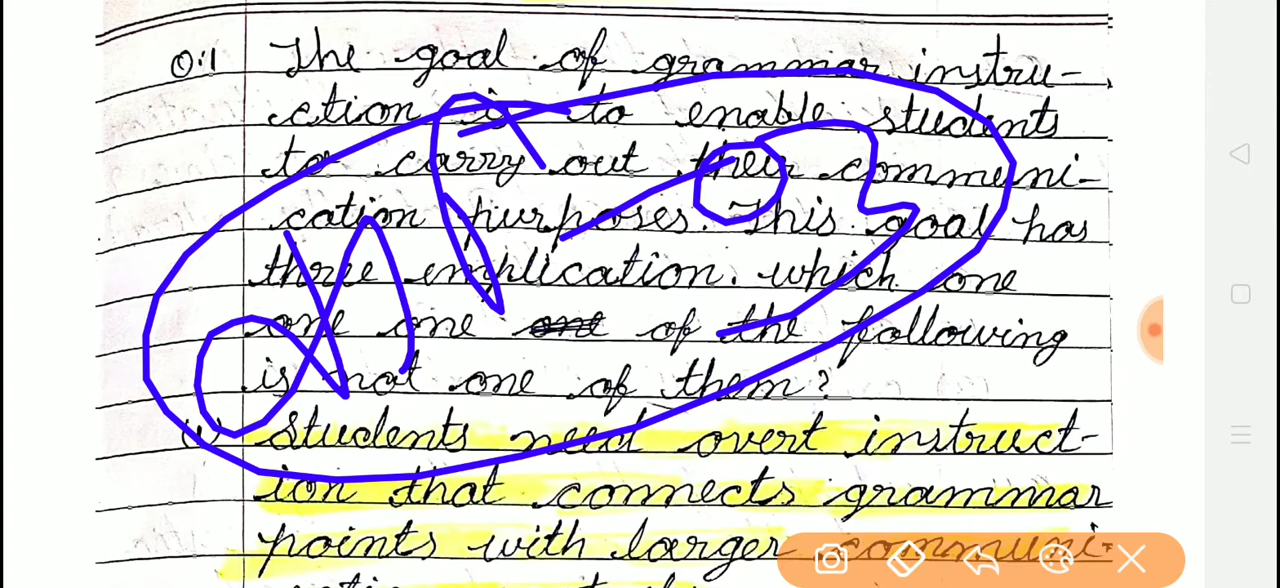 Q:1 The goal of grammar instru-
ction is to enable students
to carry out their communi-
cation purposes. This goal has
three implication. which one
one one one of the following
is not one of them?
(1) Students need overt instruct-
ion that connects grammar
points with larger communi-